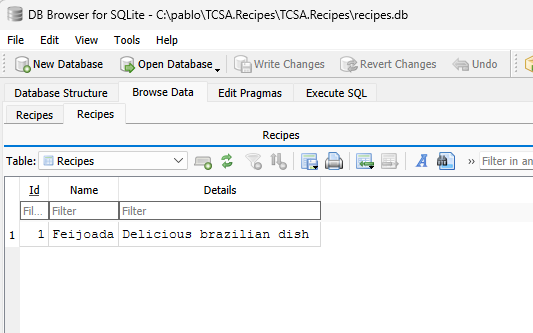 DB Browser for SQLite - C:\pablo\TCSA.Recipes\TCSA.Recipes\recipes.db
File Edit View Tools Help
New Database Open Database Write Changes Revert Changes Undo
Database Structure Browse Data Edit Pragmas Execute SQL
Recipes Recipes
Recipes
Table: Recipes A » Filter in an
Id Name Details
Fil... Filter Filter
1 1 Feijoada Delicious brazilian dish